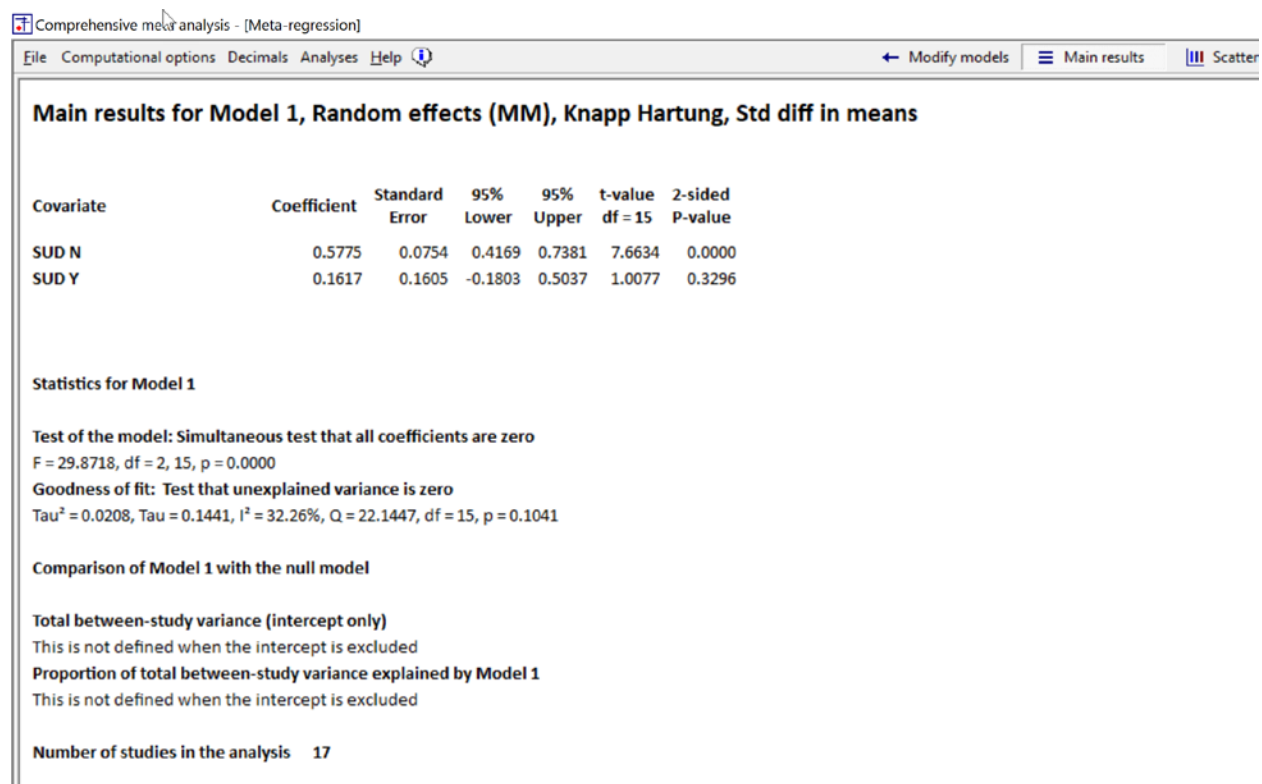 Comprehensive meta analysis - [Meta-regression]
File Computational options Decimals Analyses Help Modify models Main results Scatter
Main results for Model 1, Random effects (MM), Knapp Hartung, Std diff in means
Covariate Coefficient Standard Error 95% Lower 95% Upper t-value df = 15 2-sided P-value
SUD N 0.5775 0.0754 0.4169 0.7381 7.6634 0.0000
SUD Y 0.1617 0.1605 -0.1803 0.5037 1.0077 0.3296
Statistics for Model 1
Test of the model: Simultaneous test that all coefficients are zero
F = 29.8718, df = 2, 15, p = 0.0000
Goodness of fit: Test that unexplained variance is zero
Tau² = 0.0208, Tau = 0.1441, I² = 32.26%, Q = 22.1447, df = 15, p = 0.1041
Comparison of Model 1 with the null model
Total between-study variance (intercept only)
This is not defined when the intercept is excluded
Proportion of total between-study variance explained by Model 1
This is not defined when the intercept is excluded
Number of studies in the analysis 17